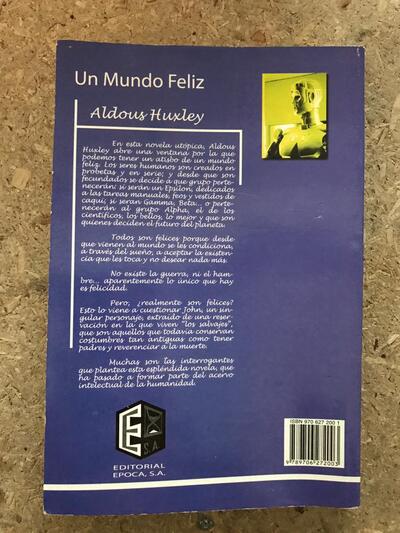 Un Mundo Feliz
Aldous Huxley
En esta novela utópica, Aldous
Huxley abre una ventana por la que
podemos tener un atisbo de un mundo
feliz. Los seres humanos son creados en
probetas y en serie; y desde que son
fecundados se decide a que grupo perte-
necerán: si serán un Epsilon, dedicados
a las tareas manuales, feos y vestidos de
caqui; si seran Gamma, Beta... o perte-
necerán al grupo Alpha, el de los
científicos, los bellos, lo mejor y que son
quienes deciden el futuro del planeta.
Todos son felices porque desde
que vienen al mundo se les condiciona,
a través del sueño, a aceptar la existen-
cia que les toca y no desear nada más.
No existe la guerra, ni el ham-
bre... aparentemente lo único que hay
es felicidad.
Pero, ¿realmente son felices?
Esto lo viene a cuestionar John, un sin-
gular personaje, extraído de una reser-
vación en la que viven "los salvajes",
que son aquellos que todavía conservan
costumbres tan antiguas como tener
padres y reverenciar a la muerte.
Muchas son las interrogantes
que plantea esta espléndida novela, que
ha pasado a formar parte del acervo
intelectual de la humanidad.
E S.A.
EDITORIAL
EPOCA, S.A.
ISBN 970 627 200 1
9 789706 272003